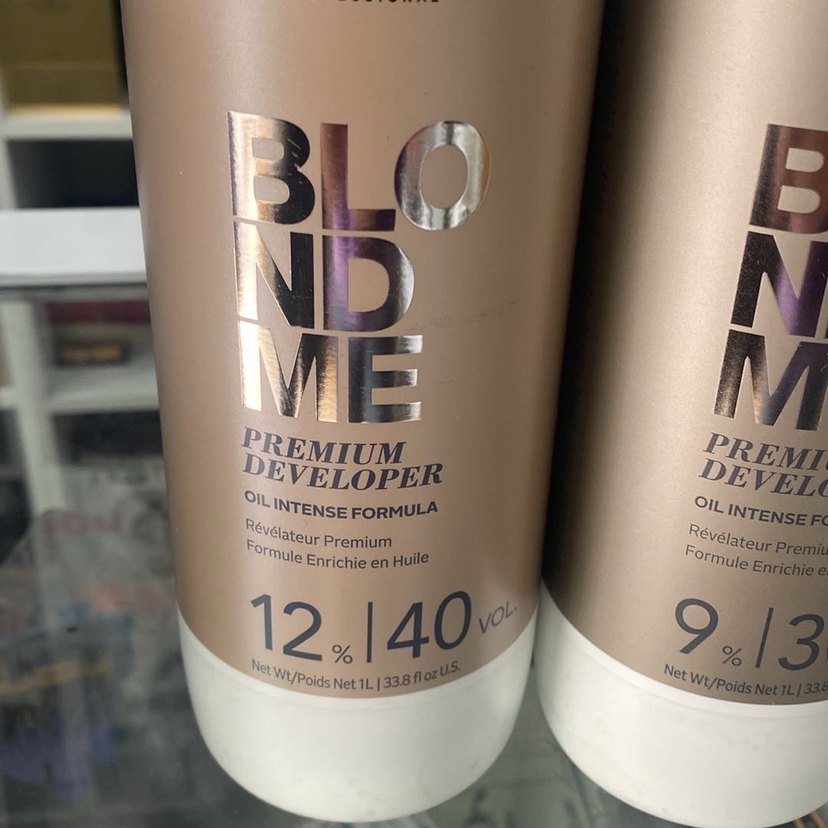 BLO
ND
ME
PREMIUM
DEVELOPER
OIL INTENSE FORMULA
Révélateur Premium
Formule Enrichie en Huile
12% | 40 VOL.
Net Wt/Poids Net 1L | 33.8 fl oz U.S.
B
N
M
PREMI
DEVELO
OIL INTENSE FO
Révélateur Premiu
Formule Enrichie e
9% | 3
Net Wt/Poids Net 1L | 33.8